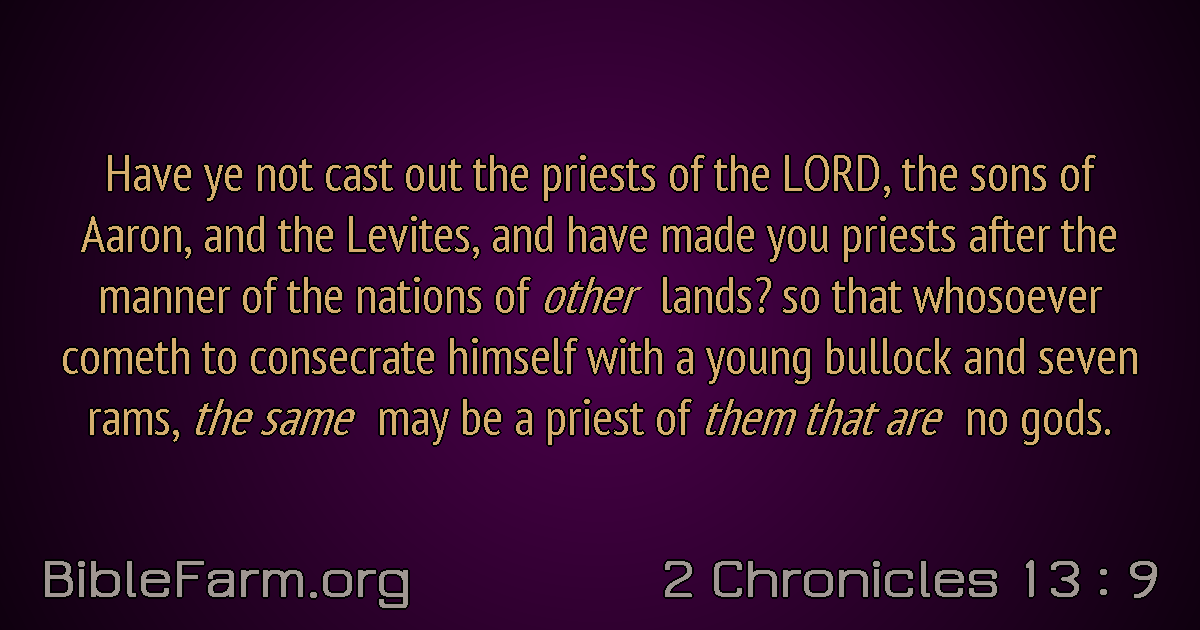 Have ye not cast out the priests of the LORD, the sons of
Aaron, and the Levites, and have made you priests after the
manner of the nations of other lands? so that whosoever
cometh to consecrate himself with a young bullock and seven
rams, the same may be a priest of them that are no gods.
BibleFarm.org
2 Chronicles 13 : 9